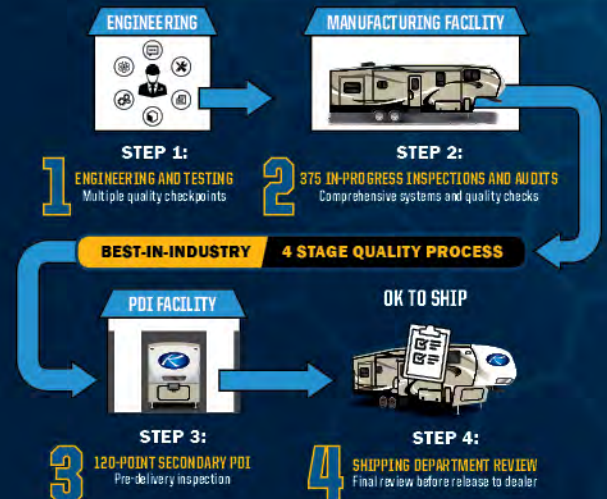 ENGINEERING
MANUFACTURING FACILITY
STEP 1:
1 ENGINEERING AND TESTING
Multiple quality checkpoints
STEP 2:
2 375 IN-PROGRESS INSPECTIONS AND AUDITS
Comprehensive systems and quality checks
BEST-IN-INDUSTRY 4 STAGE QUALITY PROCESS
PDI FACILITY
OK TO SHIP
K
K
STEP 3:
3 120-POINT SECONDARY PDI
Pre-delivery inspection
STEP 4:
4 SHIPPING DEPARTMENT REVIEW
Final review before release to dealer